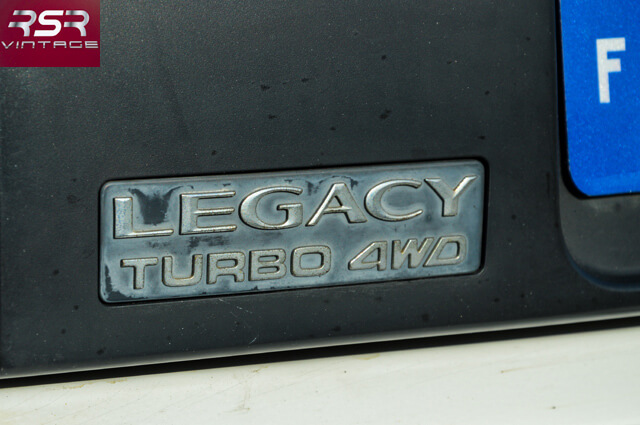 RSR
VINTAGE
F
LEGACY
TURBO 4WD